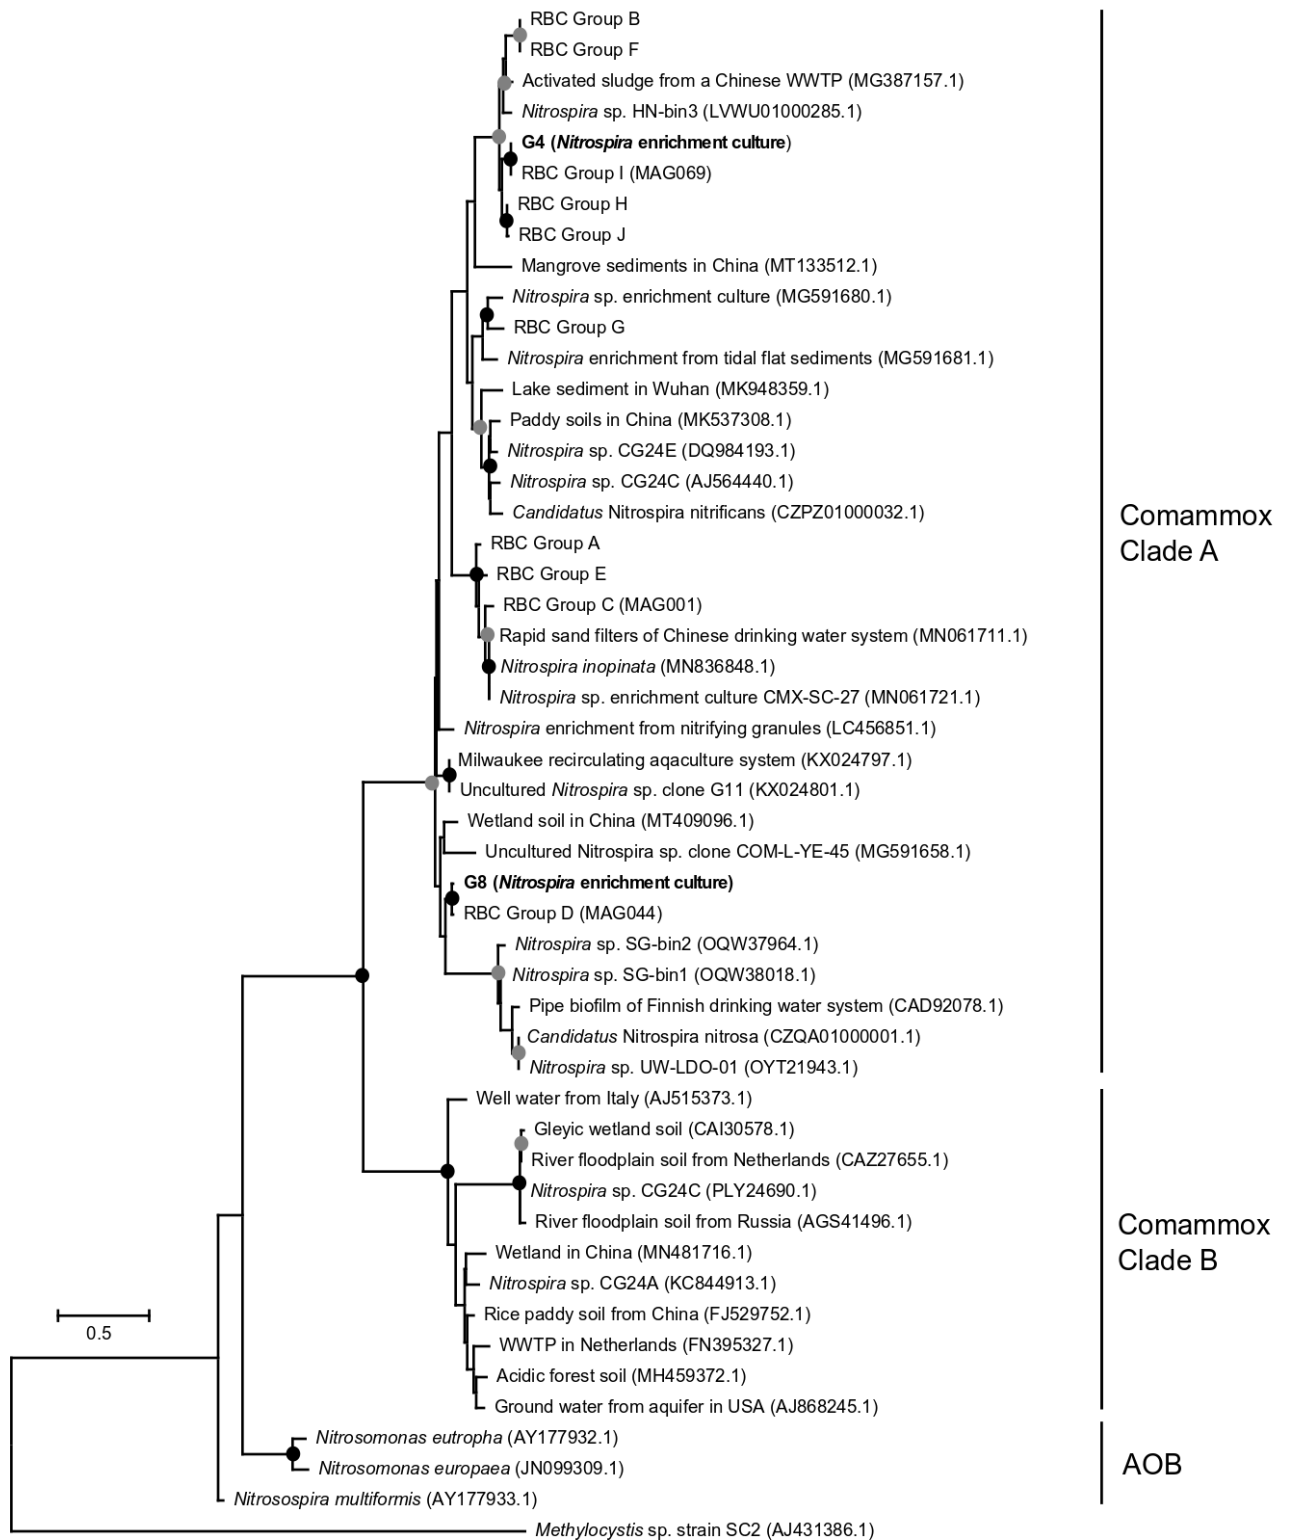 RBC Group B
RBC Group F
Activated sludge from a Chinese WWTP (MG387157.1)
Nitrospira sp. HN-bin3 (LVWU01000285.1)
G4 (Nitrospira enrichment culture)
RBC Group I (MAG069)
RBC Group H
RBC Group J
Mangrove sediments in China (MT133512.1)
Nitrospira sp. enrichment culture (MG591680.1)
RBC Group G
Nitrospira enrichment from tidal flat sediments (MG591681.1)
Lake sediment in Wuhan (MK948359.1)
Paddy soils in China (MK537308.1)
Nitrospira sp. CG24E (DQ984193.1)
Nitrospira sp. CG24C (AJ564440.1)
Candidatus Nitrospira nitrificans (CZPZ01000032.1)
Comammox
Clade A
RBC Group A
RBC Group E
RBC Group C (MAG001)
Rapid sand filters of Chinese drinking water system (MN061711.1)
Nitrospira inopinata (MN836848.1)
Nitrospira sp. enrichment culture CMX-SC-27 (MN061721.1)
Nitrospira enrichment from nitrifying granules (LC456851.1)
Milwaukee recirculating aqaculture system (KX024797.1)
Uncultured Nitrospira sp. clone G11 (KX024801.1)
Wetland soil in China (MT409096.1)
Uncultured Nitrospira sp. clone COM-L-YE-45 (MG591658.1)
G8 (Nitrospira enrichment culture)
RBC Group D (MAG044)
Nitrospira sp. SG-bin2 (OQW37964.1)
Nitrospira sp. SG-bin1 (OQW38018.1)
Pipe biofilm of Finnish drinking water system (CAD92078.1)
Candidatus Nitrospira nitrosa (CZQA01000001.1)
Nitrospira sp. UW-LDO-01 (OYT21943.1)
Well water from Italy (AJ515373.1)
Gleyic wetland soil (CAI30578.1)
River floodplain soil from Netherlands (CAZ27655.1)
Nitrospira sp. CG24C (PLY24690.1)
River floodplain soil from Russia (AGS41496.1)
Comammox
Clade B
Wetland in China (MN481716.1)
Nitrospira sp. CG24A (KC844913.1)
Rice paddy soil from China (FJ529752.1)
0.5
WWTP in Netherlands (FN395327.1)
Acidic forest soil (MH459372.1)
Ground water from aquifer in USA (AJ868245.1)
Nitrosomonas eutropha (AY177932.1)
Nitrosomonas europaea (JN099309.1)
AOB
Nitrosospira multiformis (AY177933.1)
Methylocystis sp. strain SC2 (AJ431386.1)